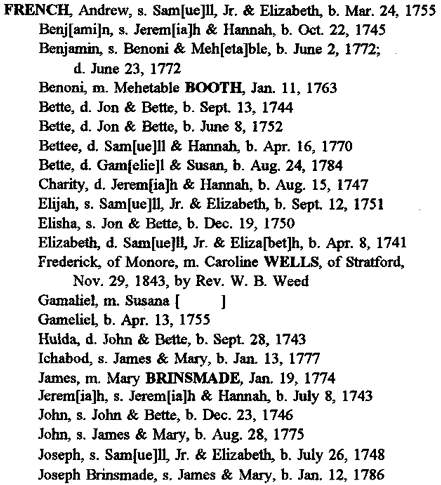 FRENCH, Andrew, s. Sam[ue]ll, Jr. & Elizabeth, b. Mar. 24, 1755
Benj[ami]n, s. Jerem[ia]h & Hannah, b. Oct. 22, 1745
Benjamin, s. Benoni & Meh[eta]ble, b. June 2, 1772;
d. June 23, 1772
Benoni, m. Mehetable BOOTH, Jan. 11, 1763
Bette, d. Jon & Bette, b. Sept. 13, 1744
Bette, d. Jon & Bette, b. June 8, 1752
Bettee, d. Sam[ue]ll & Hannah, b. Apr. 16, 1770
Bette, d. Gam[elie]l & Susan, b. Aug. 24, 1784
Charity, d. Jerem[ia]h & Hannah, b. Aug. 15, 1747
Elijah, s. Sam[ue]ll, Jr. & Elizabeth, b. Sept. 12, 1751
Elisha, s. Jon & Bette, b. Dec. 19, 1750
Elizabeth, d. Sam[ue]ll, Jr. & Eliza[bet]h, b. Apr. 8, 1741
Frederick, of Monore, m. Caroline WELLS, of Stratford,
Nov. 29, 1843, by Rev. W. B. Weed
Gamaliel, m. Susana [ ]
Gameliel, b. Apr. 13, 1755
Hulda, d. John & Bette, b. Sept. 28, 1743
Ichabod, s. James & Mary, b. Jan. 13, 1777
James, m. Mary BRINSMADE, Jan. 19, 1774
Jerem[ia]h, s. Jerem[ia]h & Hannah, b. July 8, 1743
John, s. John & Bette, b. Dec. 23, 1746
John, s. James & Mary, b. Aug. 28, 1775
Joseph, s. Sam[ue]ll, Jr. & Elizabeth, b. July 26, 1748
Joseph Brinsmade, s. James & Mary, b. Jan. 12, 1786